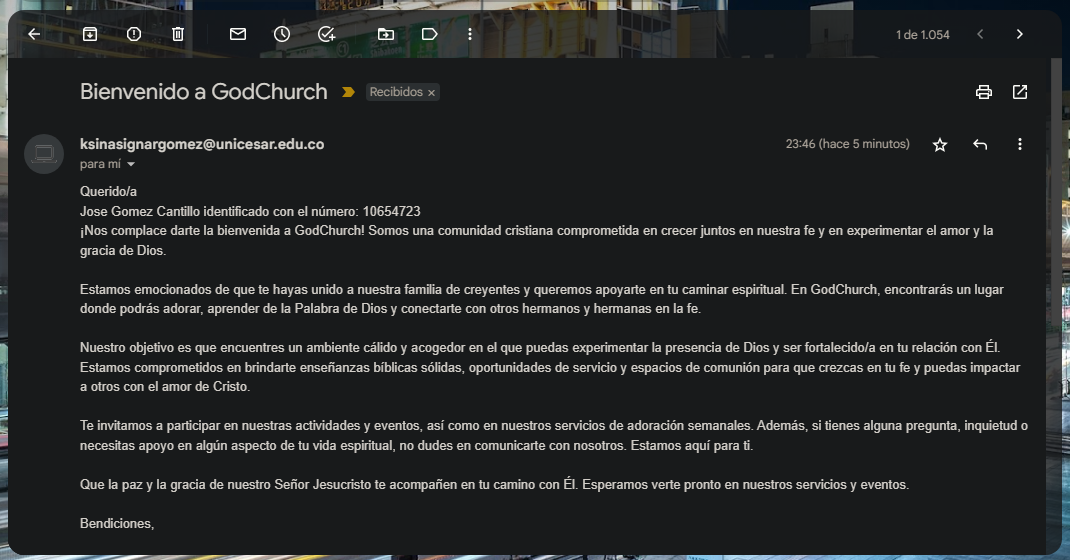 1 de 1.054
Bienvenido a GodChurch
Recibidos ×
ksinasignargomez@unicesar.edu.co
23:46 (hace 5 minutos)
para mí
Querido/a
Jose Gomez Cantillo identificado con el número: 10654723
¡Nos complace darte la bienvenida a GodChurch! Somos una comunidad cristiana comprometida en crecer juntos en nuestra fe y en experimentar el amor y la
gracia de Dios.
Estamos emocionados de que te hayas unido a nuestra familia de creyentes y queremos apoyarte en tu caminar espiritual. En GodChurch, encontrarás un lugar
donde podrás adorar, aprender de la Palabra de Dios y conectarte con otros hermanos y hermanas en la fe.
Nuestro objetivo es que encuentres un ambiente cálido y acogedor en el que puedas experimentar la presencia de Dios y ser fortalecido/a en tu relación con Él.
Estamos comprometidos en brindarte enseñanzas bíblicas sólidas, oportunidades de servicio y espacios de comunión para que crezcas en tu fe y puedas impactar
a otros con el amor de Cristo.
Te invitamos a participar en nuestras actividades y eventos, así como en nuestros servicios de adoración semanales. Además, si tienes alguna pregunta, inquietud o
necesitas apoyo en algún aspecto de tu vida espiritual, no dudes en comunicarte con nosotros. Estamos aquí para ti.
Que la paz y la gracia de nuestro Señor Jesucristo te acompañen en tu camino con Él. Esperamos verte pronto en nuestros servicios y eventos.
Bendiciones,